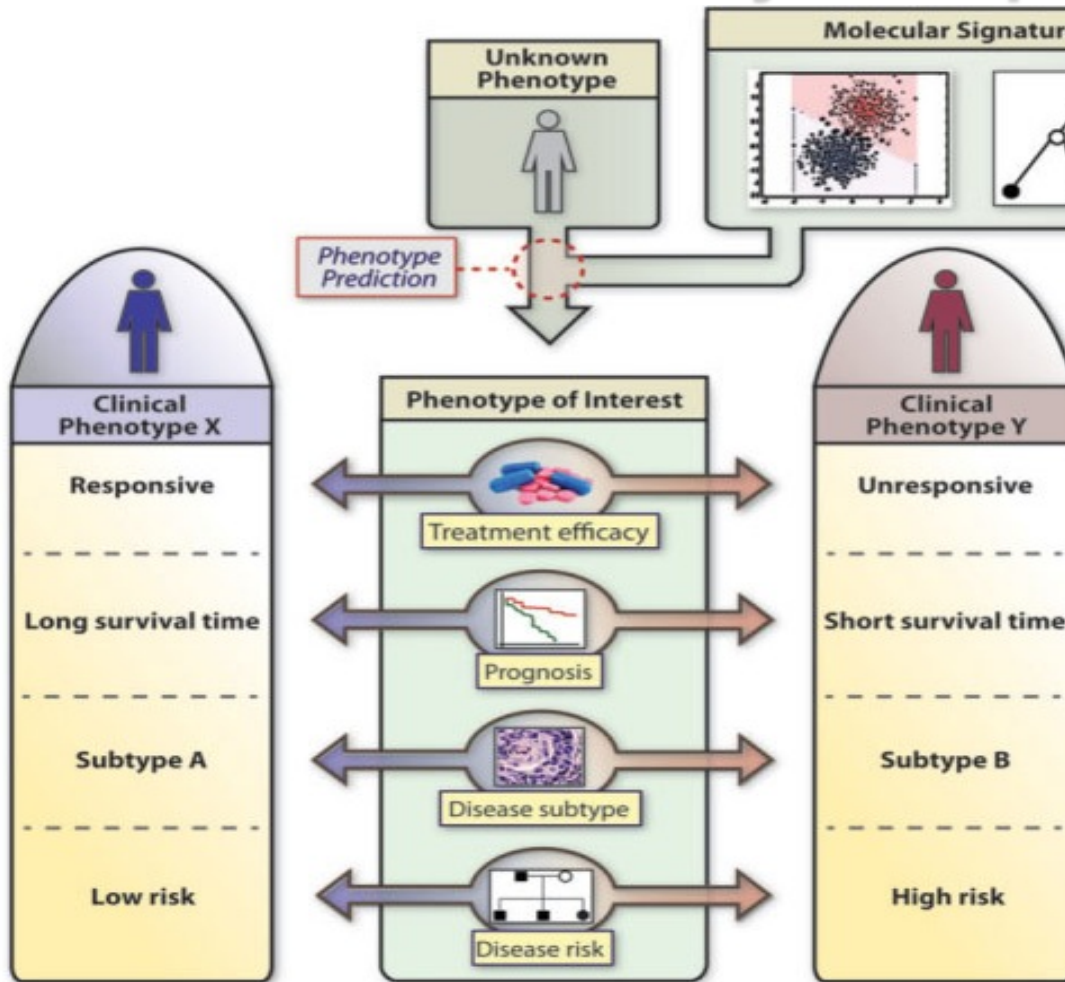 Molecular Signatur
Unknown
Phenotype
Phenotype
Prediction
Clinical
Phenotype X
Responsive
Long survival time
Subtype A
Low risk
Phenotype of Interest
Treatment efficacy
Prognosis
Disease subtype
Disease risk
Clinical
Phenotype Y
Unresponsive
Short survival time
Subtype B
High risk